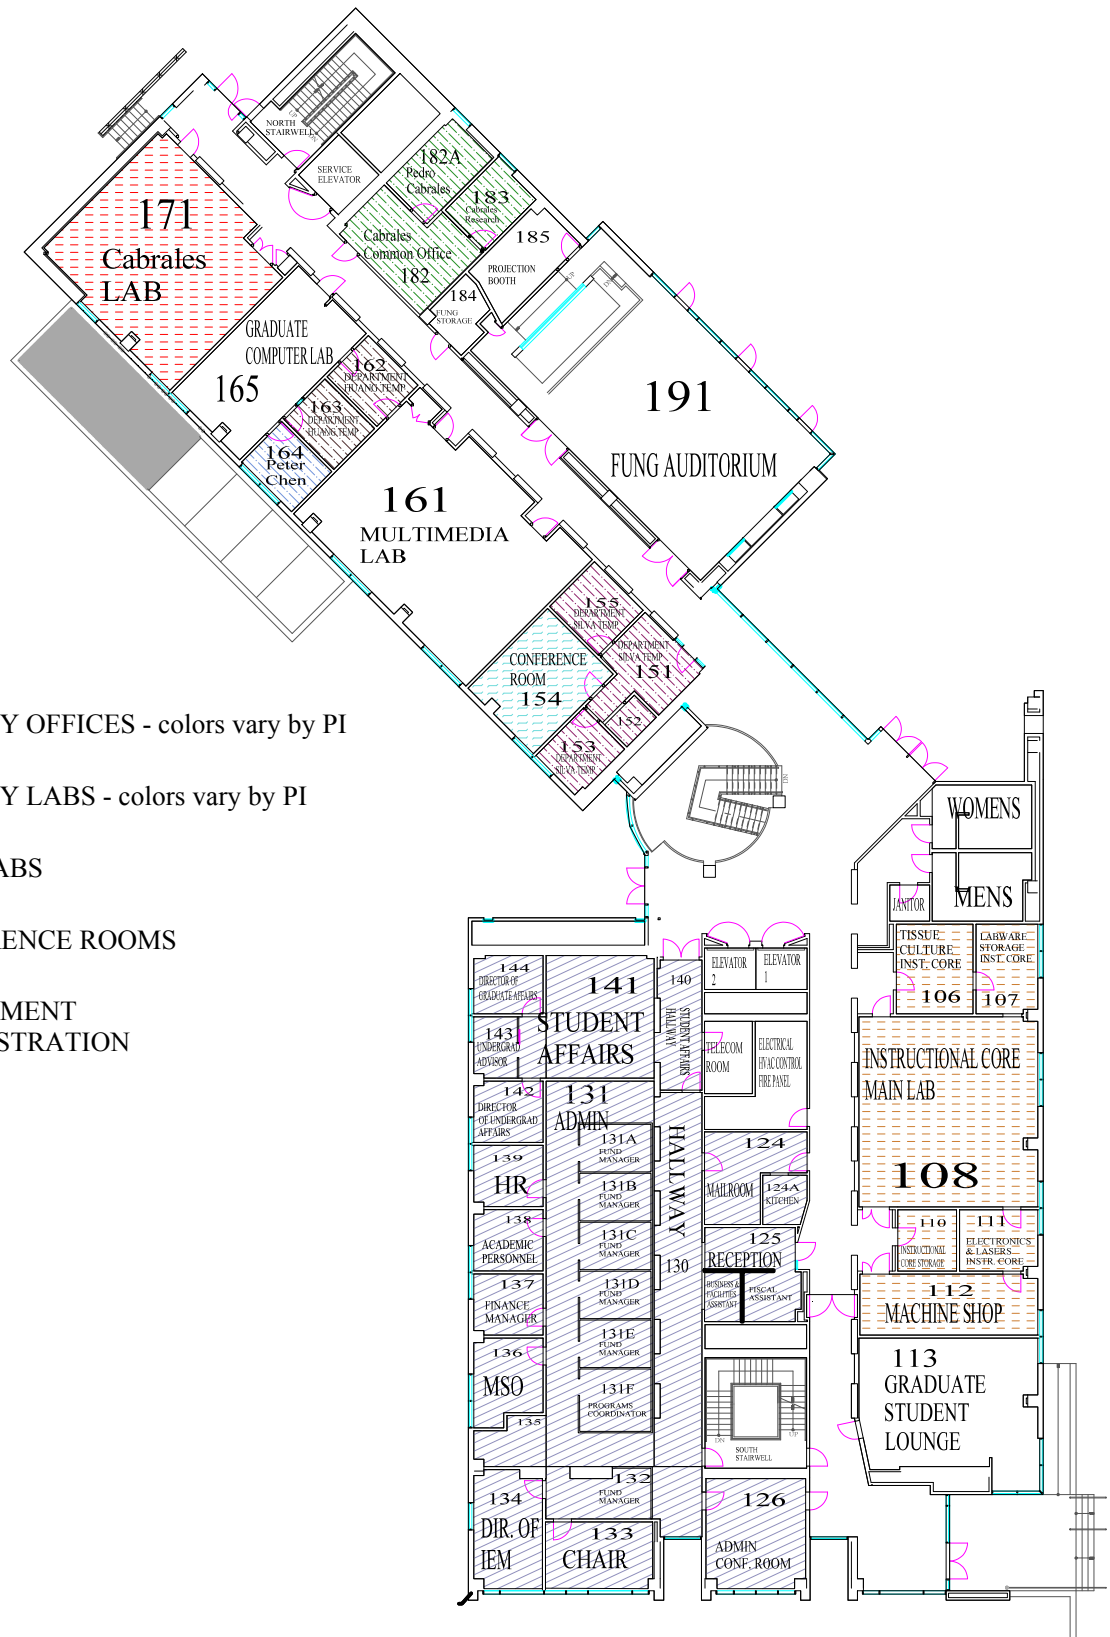 NORTH
STAIRWELL
UP
DN
SERVICE
ELEVATOR
182A
Pedro
Cabrales
183
Cabrales
Research
171
Cabrales
LAB
Cabrales
Common Office
182
185
PROJECTION
BOOTH
184
FUNG
STORAGE
UP
DN
GRADUATE
COMPUTER LAB
165
162
DEPARTMENT
HUANG TEMP
163
DEPARTMENT
HUANG TEMP
164
Peter
Chen
191
FUNG AUDITORIUM
161
MULTIMEDIA
LAB
155
DEPARTMENT
SILVA TEMP
DEPARTMENT
SILVA TEMP
151
CONFERENCE
ROOM
154
152
153
DEPARTMENT
SILVA TEMP
DN
Y OFFICES - colors vary by PI
Y LABS - colors vary by PI
ABS
RENCE ROOMS
MENT
STRATION
WOMENS
MENS
JANITOR
TISSUE
CULTURE
INST. CORE
106
LABWARE
STORAGE
INST. CORE
107
144
DIRECTOR OF
GRADUATE AFFAIRS
141
STUDENT
AFFAIRS
140
STUDENT AFFAIRS
HALLWAY
ELEVATOR
2
ELEVATOR
1
143
UNDERGRAD
ADVISOR
TELECOM
ROOM
ELECTRICAL
HVAC CONTROL
FIRE PANEL
INSTRUCTIONAL CORE
MAIN LAB
108
142
DIRECTOR
OF UNDERGRAD
AFFAIRS
131
ADMIN
131A
FUND
MANAGER
HALLWAY
130
124
MAILROOM
124A
KITCHEN
139
HR
131B
FUND
MANAGER
138
ACADEMIC
PERSONNEL
131C
FUND
MANAGER
125
RECEPTION
BUSINESS &
FACILITIES
ASSISTANT
FISCAL
ASSISTANT
110
INSTRUCTIONAL
CORE STORAGE
111
ELECTRONICS
& LASERS
INSTR. CORE
137
FINANCE
MANAGER
131D
FUND
MANAGER
112
MACHINE SHOP
136
MSO
131E
FUND
MANAGER
113
GRADUATE
STUDENT
LOUNGE
131F
PROGRAMS
COORDINATOR
135
DN
UP
SOUTH
STAIRWELL
132
FUND
MANAGER
134
DIR. OF
IEM
133
CHAIR
126
ADMIN
CONF. ROOM